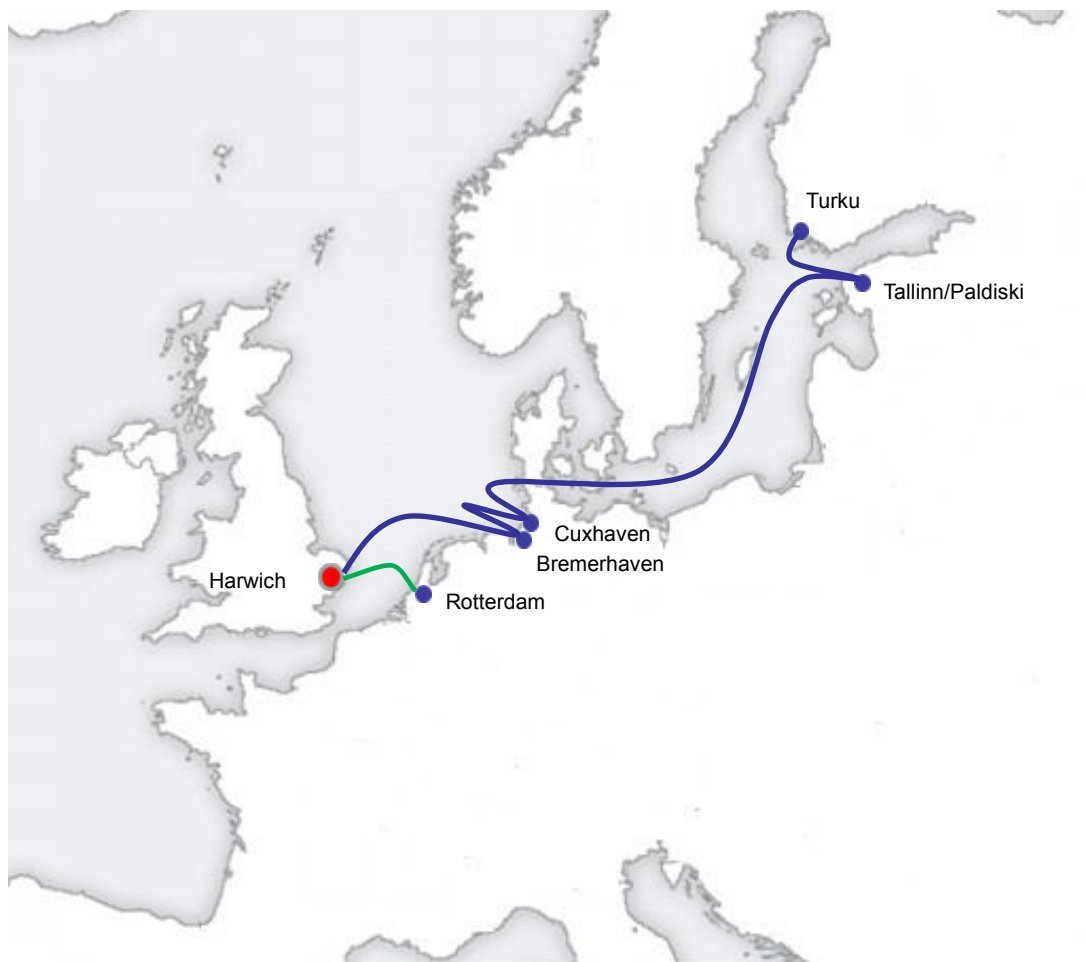 Turku
Tallinn/Paldiski
Cuxhaven
Bremerhaven
Harwich
Rotterdam